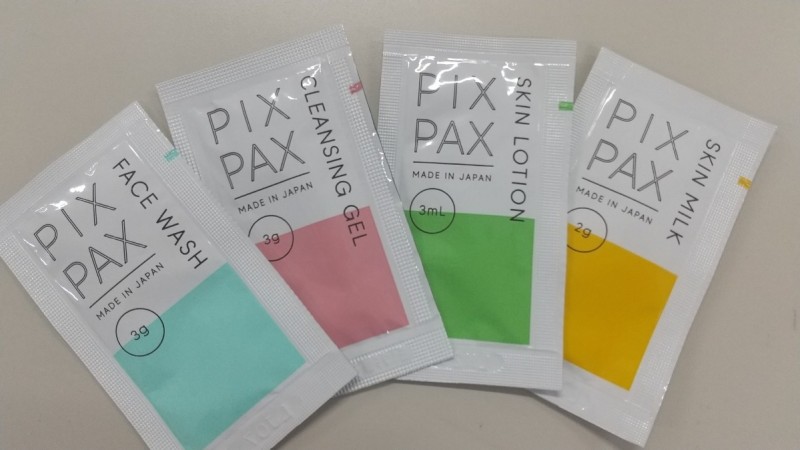 PIX
PAX
MADE IN JAPAN
FACE WASH
3g
PIX
PAX
MADE IN JAPAN
CLEANSING GEL
3g
PIX
PAX
MADE IN JAPAN
SKIN LOTION
3mL
PIX
PAX
MADE IN JAPAN
SKIN MILK
2g